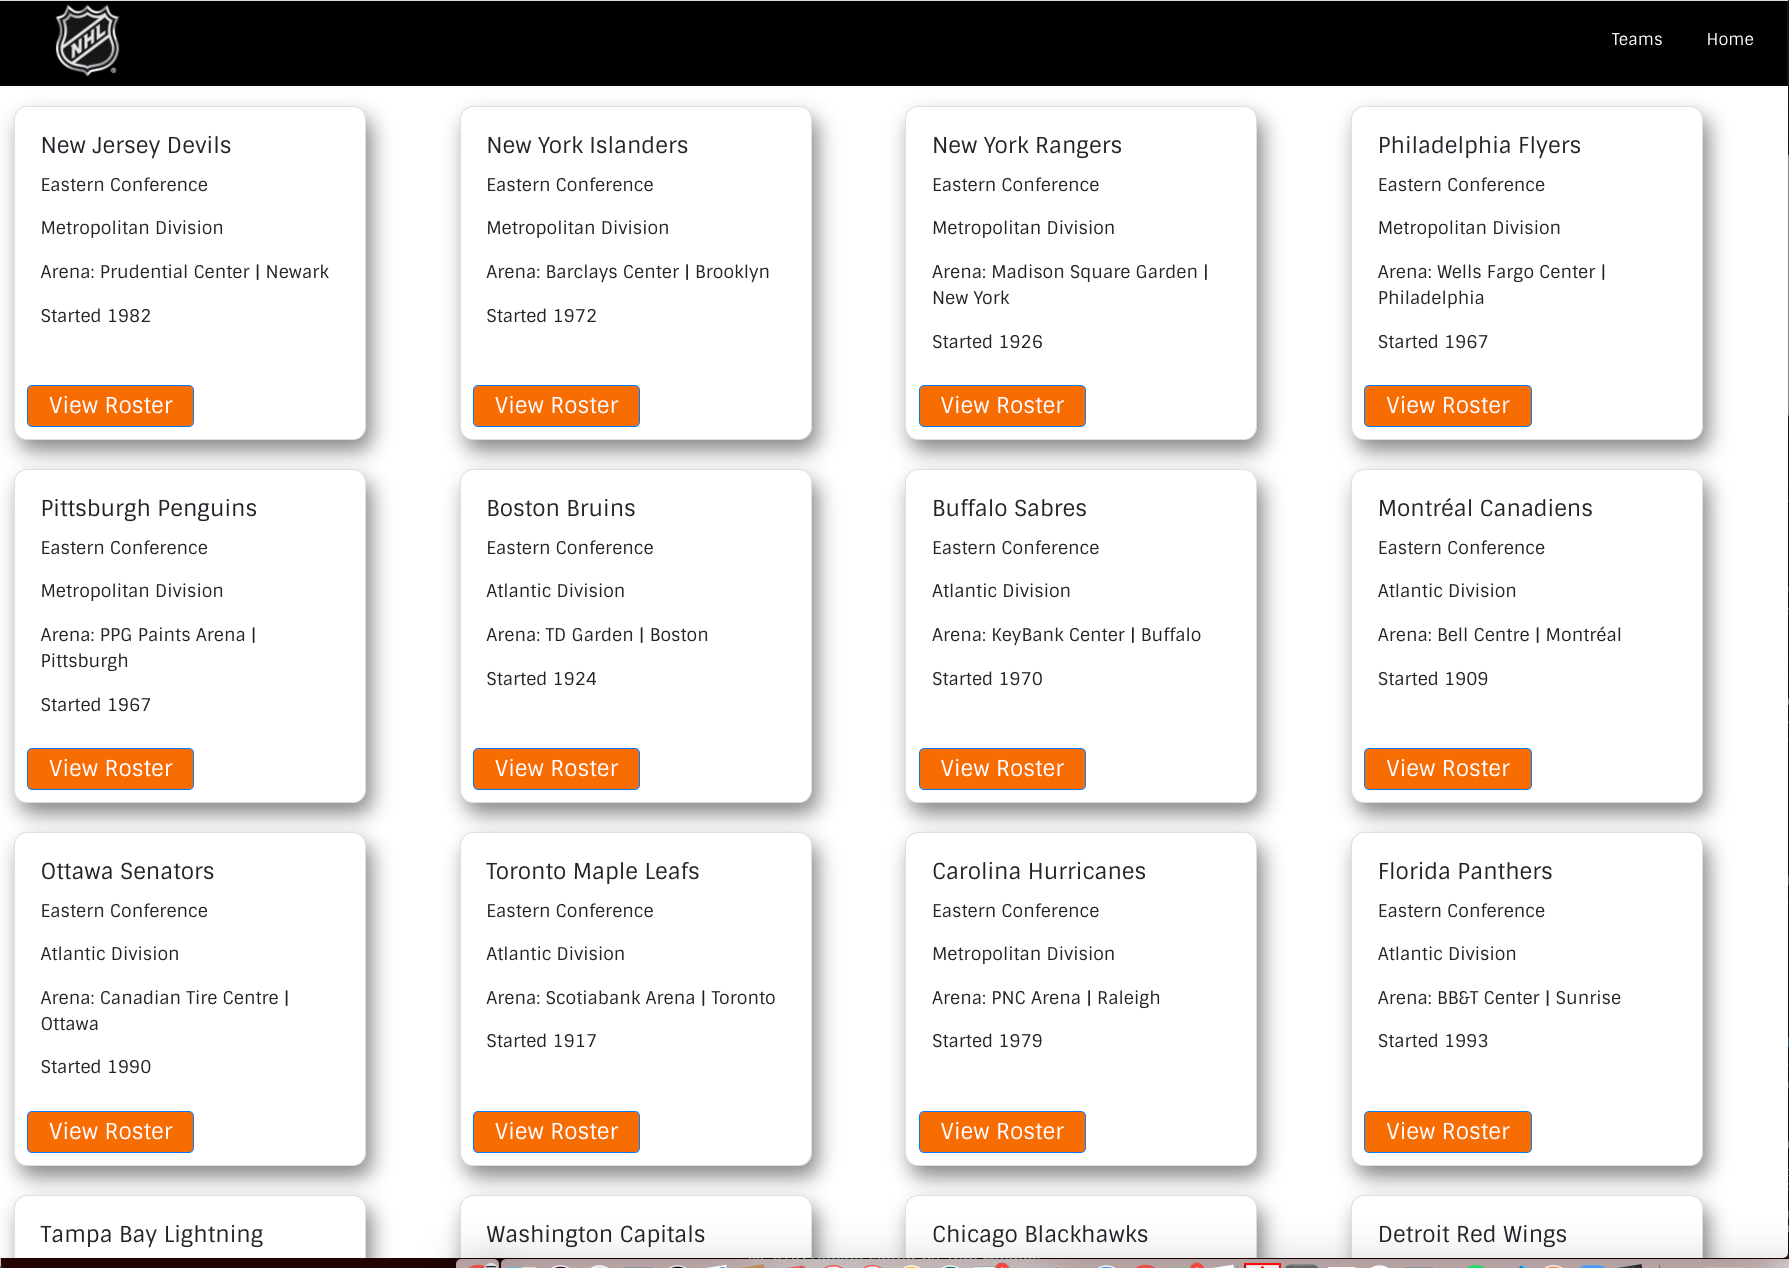 NHL
Teams
Home
New Jersey Devils
Eastern Conference
Metropolitan Division
Arena: Prudential Center | Newark
Started 1982
View Roster
New York Islanders
Eastern Conference
Metropolitan Division
Arena: Barclays Center | Brooklyn
Started 1972
View Roster
New York Rangers
Eastern Conference
Metropolitan Division
Arena: Madison Square Garden |
New York
Started 1926
View Roster
Philadelphia Flyers
Eastern Conference
Metropolitan Division
Arena: Wells Fargo Center |
Philadelphia
Started 1967
View Roster
Pittsburgh Penguins
Eastern Conference
Metropolitan Division
Arena: PPG Paints Arena |
Pittsburgh
Started 1967
View Roster
Boston Bruins
Eastern Conference
Atlantic Division
Arena: TD Garden | Boston
Started 1924
View Roster
Buffalo Sabres
Eastern Conference
Atlantic Division
Arena: KeyBank Center | Buffalo
Started 1970
View Roster
Montréal Canadiens
Eastern Conference
Atlantic Division
Arena: Bell Centre | Montréal
Started 1909
View Roster
Ottawa Senators
Eastern Conference
Atlantic Division
Arena: Canadian Tire Centre |
Ottawa
Started 1990
View Roster
Toronto Maple Leafs
Eastern Conference
Atlantic Division
Arena: Scotiabank Arena | Toronto
Started 1917
View Roster
Carolina Hurricanes
Eastern Conference
Metropolitan Division
Arena: PNC Arena | Raleigh
Started 1979
View Roster
Florida Panthers
Eastern Conference
Atlantic Division
Arena: BB&T Center | Sunrise
Started 1993
View Roster
Tampa Bay Lightning
Washington Capitals
Chicago Blackhawks
Detroit Red Wings